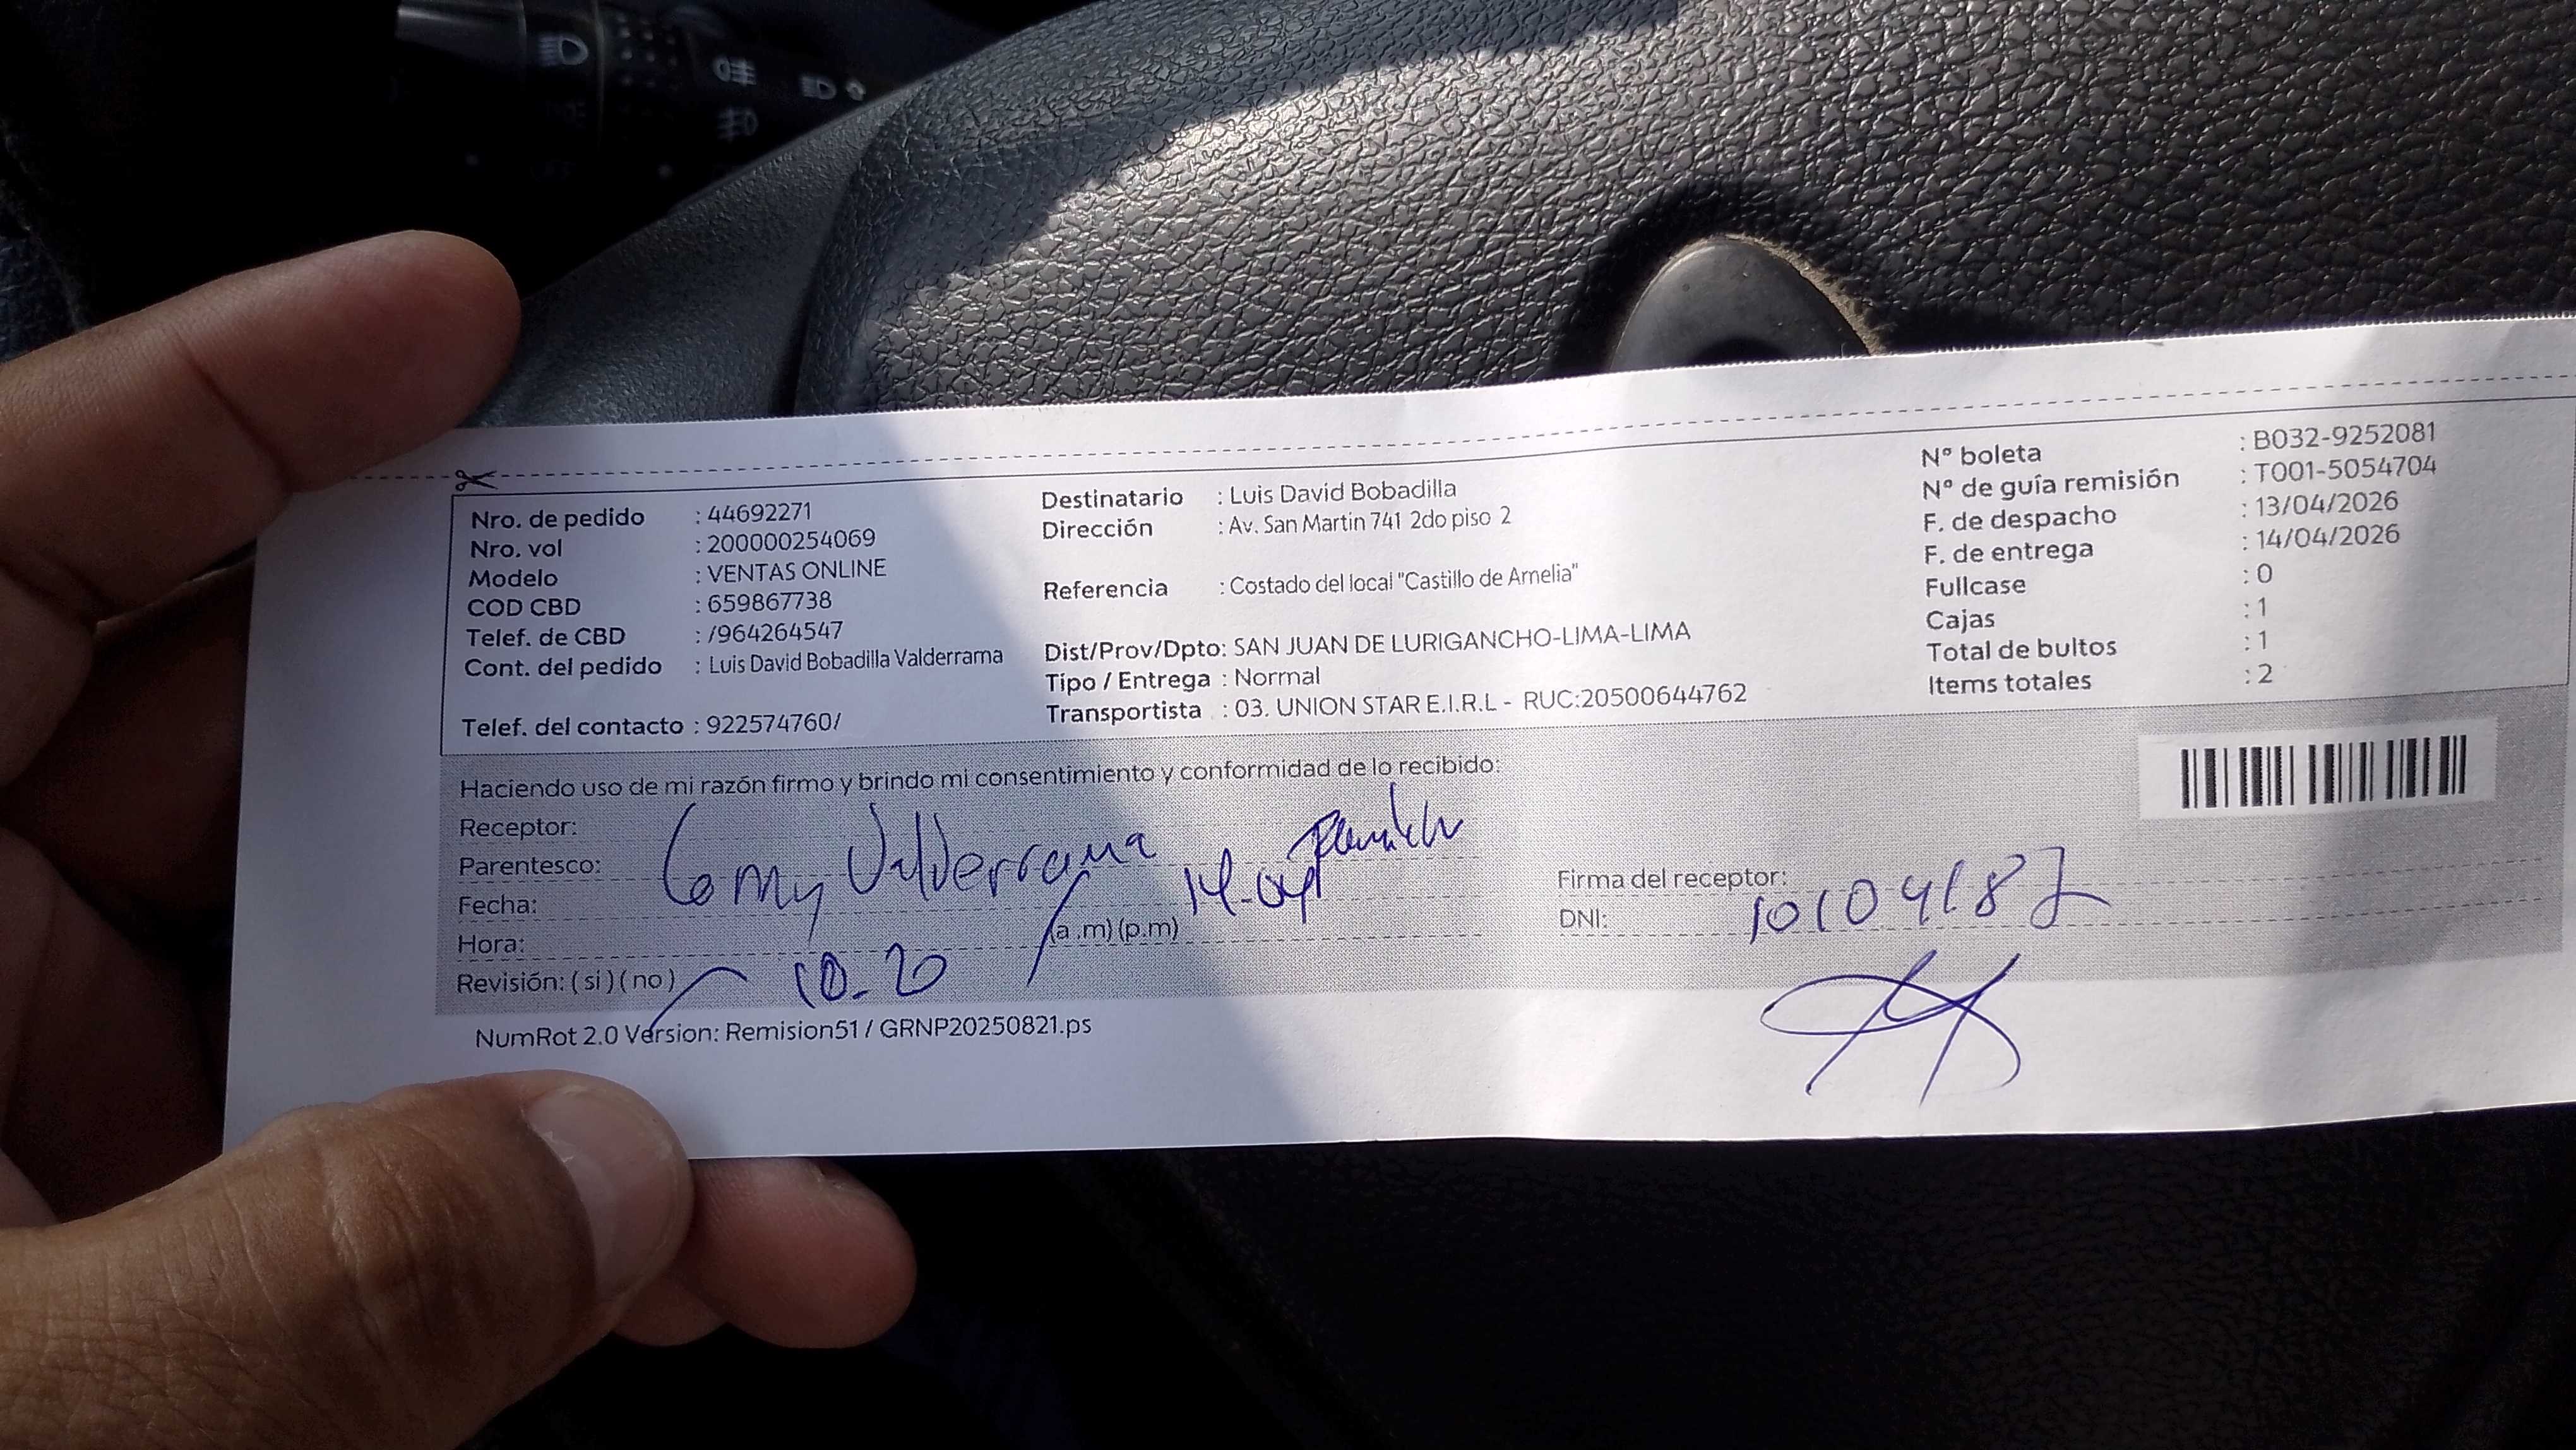 Nro. de pedido : 44692271
Nro. vol : 200000254069
Modelo : VENTAS ONLINE
COD CBD : 659867738
Telef. de CBD : /964264547
Cont. del pedido : Luis David Bobadilla Valderrama
Telef. del contacto : 922574760/
Destinatario : Luis David Bobadilla
Dirección : Av. San Martin 741 2do piso 2
Referencia : Costado del local "Castillo de Amelia"
Dist/Prov/Dpto: SAN JUAN DE LURIGANCHO-LIMA-LIMA
Tipo / Entrega : Normal
Transportista : 03. UNION STAR E.I.R.L - RUC:20500644762
N° boleta : B032-9252081
N° de guía remisión : T001-5054704
F. de despacho : 13/04/2026
F. de entrega : 14/04/2026
Fullcase : 0
Cajas : 1
Total de bultos : 1
Items totales : 2
Haciendo uso de mi razón firmo y brindo mi consentimiento y conformidad de lo recibido:
Receptor:
Parentesco: Valderrama
Fecha: 14-04
Hora: (a.m) (p.m)
Revisión: ( si ) ( no ) 10-20
Firma del receptor:
DNI: 10104187
NumRot 2.0 Version: Remision51 / GRNP20250821.ps